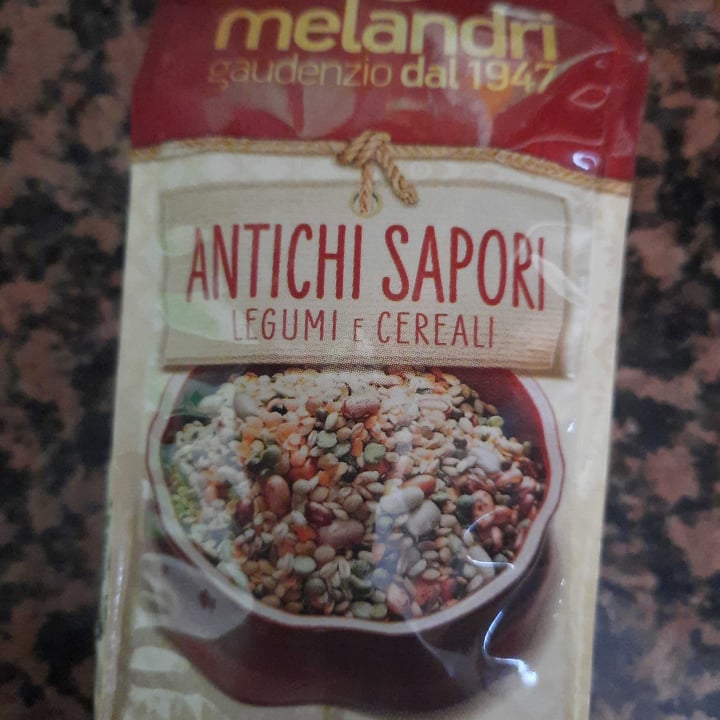 melandri
gaudenzio dal 1947
ANTICHI SAPORI
LEGUMI E CEREALI